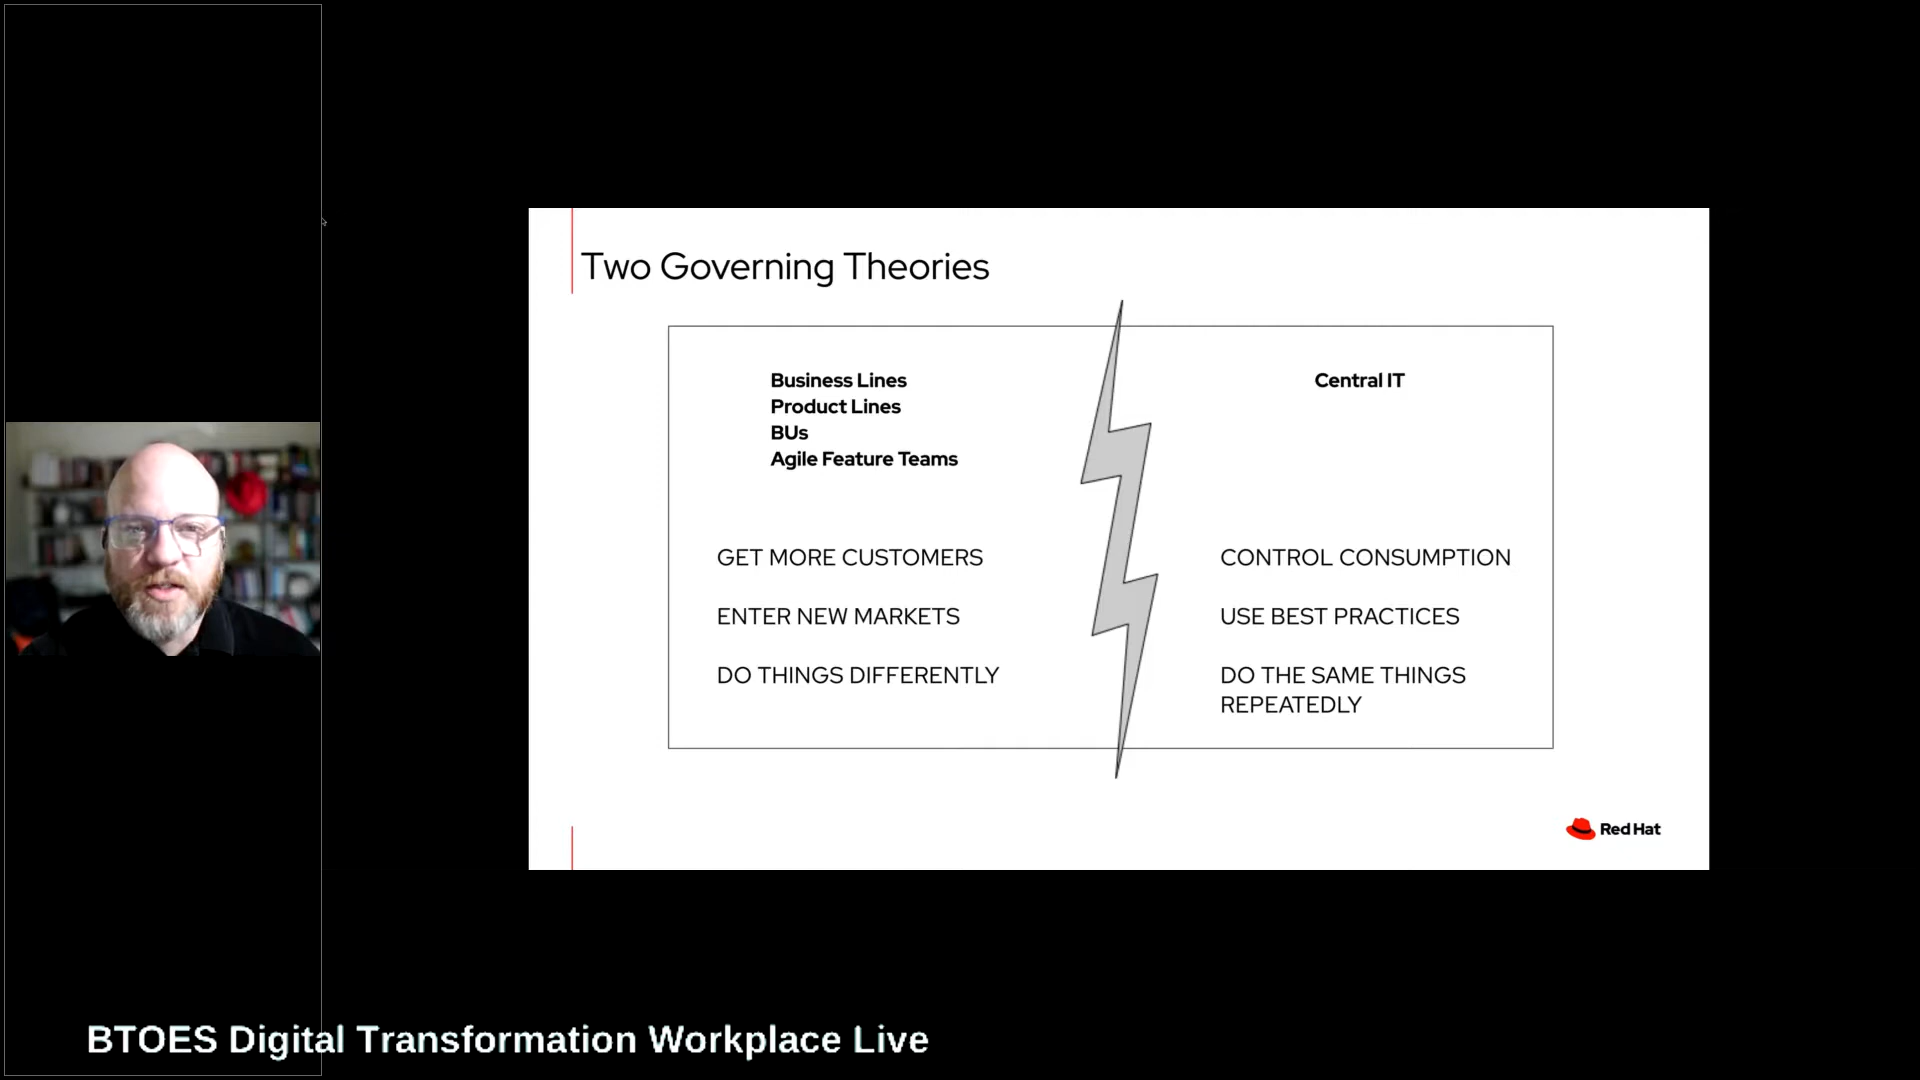 Two Governing Theories
Business Lines
Product Lines
BUs
Agile Feature Teams
GET MORE CUSTOMERS
ENTER NEW MARKETS
DO THINGS DIFFERENTLY
Central IT
CONTROL CONSUMPTION
USE BEST PRACTICES
DO THE SAME THINGS
REPEATEDLY
Red Hat
BTOES Digital Transformation Workplace Live